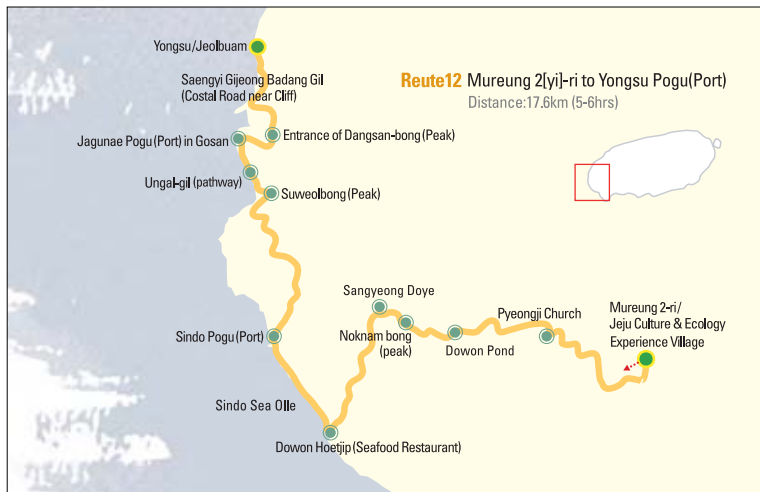 Yongsu/Jeolbuam
Saengyi Gijeong Badang Gil
(Costal Road near Cliff)
Reute12 Mureung 2[yi]-ri to Yongsu Pogu(Port)
Distance:17.6km (5-6hrs)
Jagunae Pogu(Port) in Gosan
Entrance of Dangsan-bong(Peak)
Ungal-gil (pathway)
Suweolbong(Peak)
Sangyeong Doye
Noknam bong
(peak)
Dowon Pond
Pyeongji Church
Mureung 2-ri/
Jeju Culture & Ecology
Experience Village
Sindo Pogu(Port)
Sindo Sea Olle
Dowon Hoetjip(Seafood Restaurant)